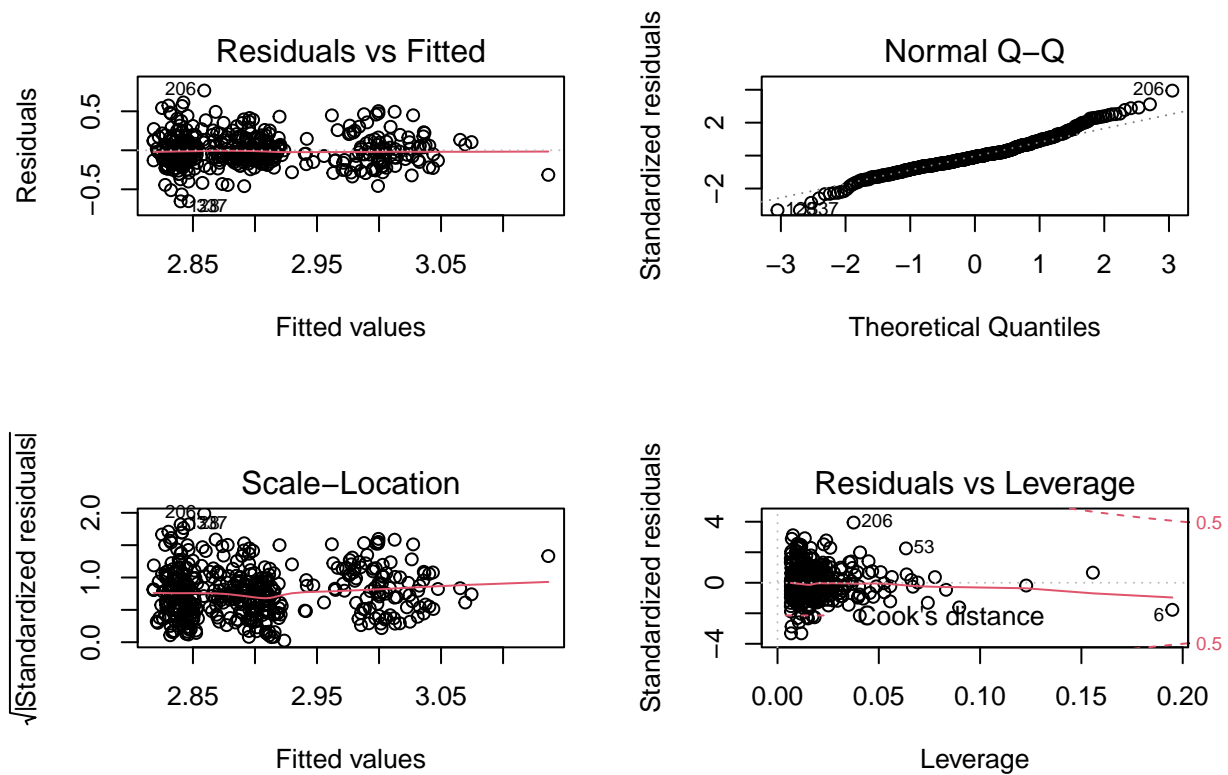 Residuals vs Fitted
Residuals
0.5
−0.5
206
2.85
2.95
3.05
Fitted values
Normal Q−Q
Standardized residuals
2
−2
206
−3
−2
−1
0
1
2
3
Theoretical Quantiles
Scale−Location
√|Standardized residuals|
2.0
1.0
0.0
206
2.85
2.95
3.05
Fitted values
Residuals vs Leverage
Standardized residuals
4
2
0
−4
206
53
6
Cook's distance
0.5
0.5
0.00
0.05
0.10
0.15
0.20
Leverage